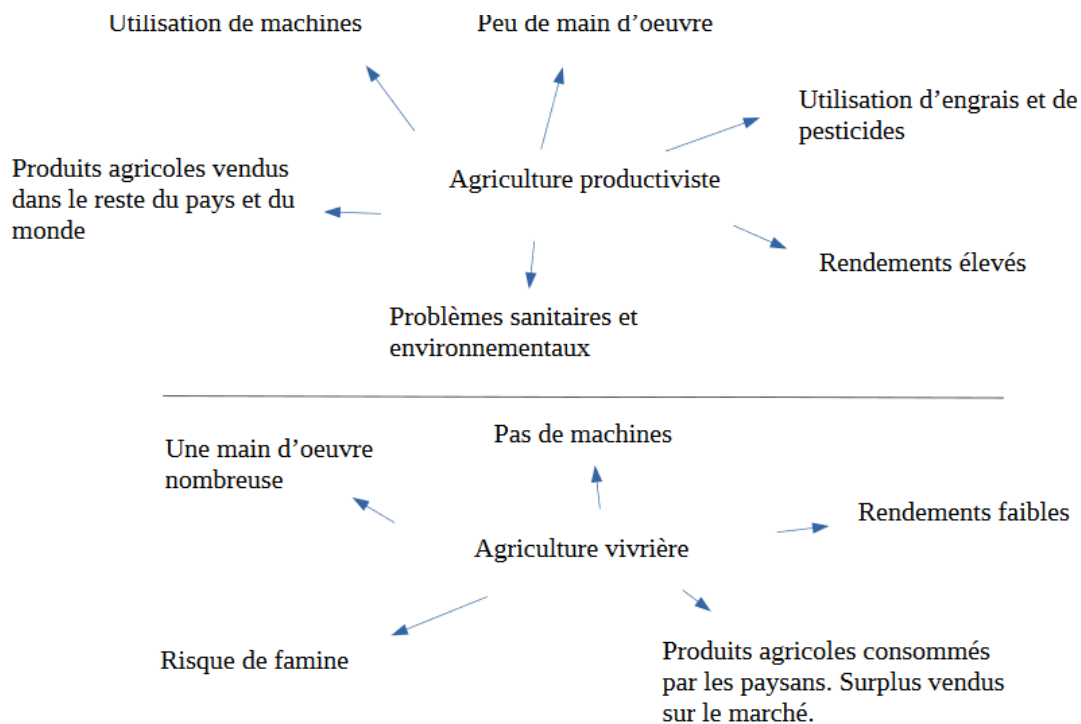 Utilisation de machines
Peu de main d'oeuvre
Utilisation d'engrais et de
pesticides
Produits agricoles vendus
dans le reste du pays et du
monde
Agriculture productiviste
Rendements élevés
Problèmes sanitaires et
environnementaux
Une main d'oeuvre
nombreuse
Pas de machines
Rendements faibles
Agriculture vivrière
Risque de famine
Produits agricoles consommés
par les paysans. Surplus vendus
sur le marché.